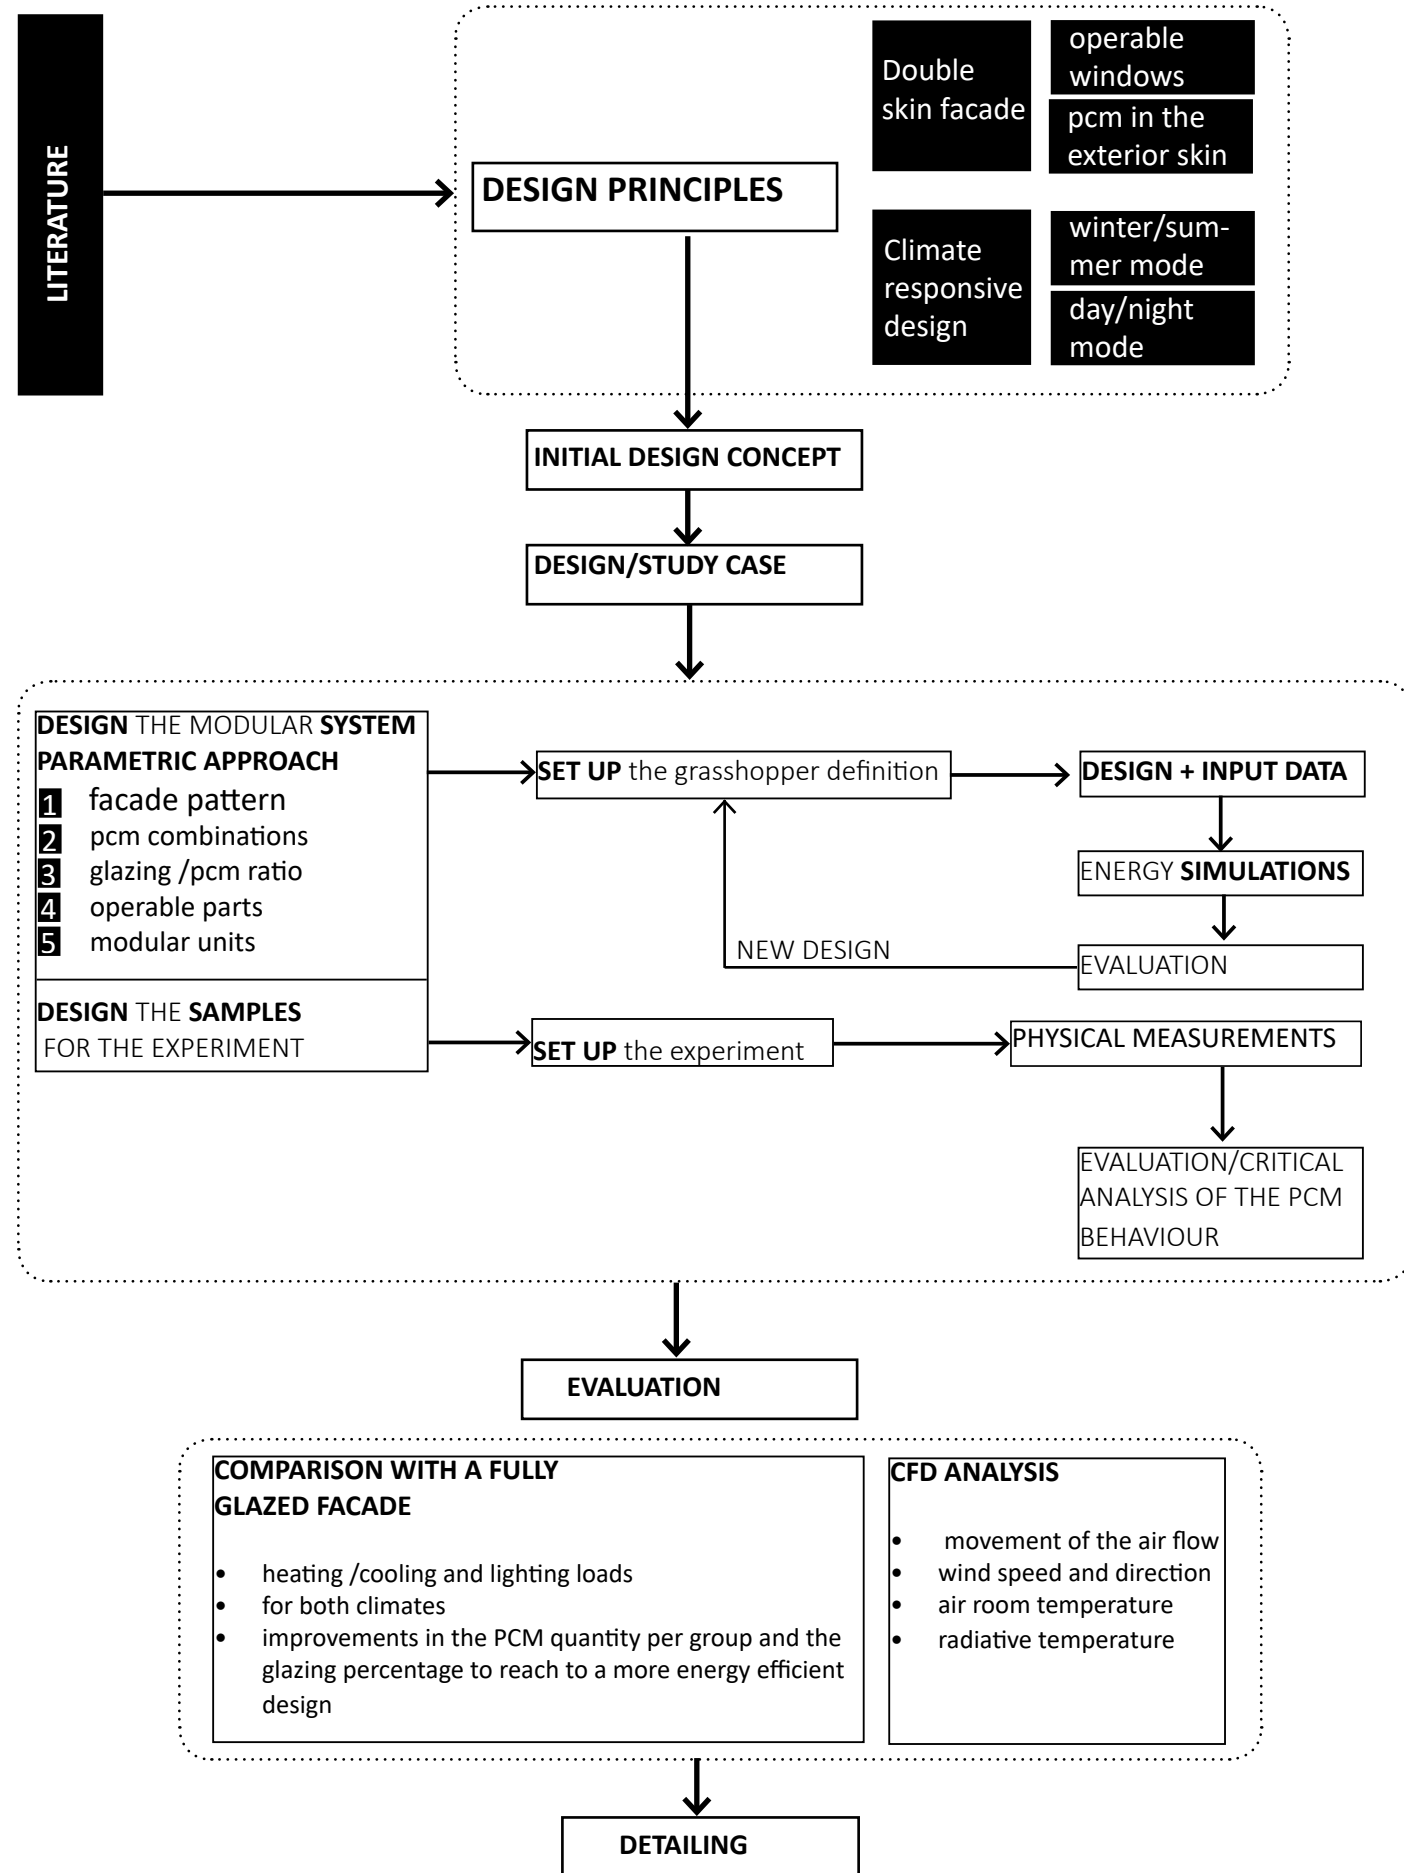 LITERATURE
DESIGN PRINCIPLES
Double
skin facade
operable
windows
pcm in the
exterior skin
Climate
responsive
design
winter/sum-
mer mode
day/night
mode
INITIAL DESIGN CONCEPT
DESIGN/STUDY CASE
DESIGN THE MODULAR SYSTEM
PARAMETRIC APPROACH
1 facade pattern
2 pcm combinations
3 glazing /pcm ratio
4 operable parts
5 modular units
DESIGN THE SAMPLES
FOR THE EXPERIMENT
SET UP the grasshopper definition
DESIGN + INPUT DATA
ENERGY SIMULATIONS
EVALUATION
NEW DESIGN
SET UP the experiment
PHYSICAL MEASUREMENTS
EVALUATION/CRITICAL
ANALYSIS OF THE PCM
BEHAVIOUR
EVALUATION
COMPARISON WITH A FULLY
GLAZED FACADE
• heating /cooling and lighting loads
• for both climates
• improvements in the PCM quantity per group and the
glazing percentage to reach to a more energy efficient
design
CFD ANALYSIS
• movement of the air flow
• wind speed and direction
• air room temperature
• radiative temperature
DETAILING